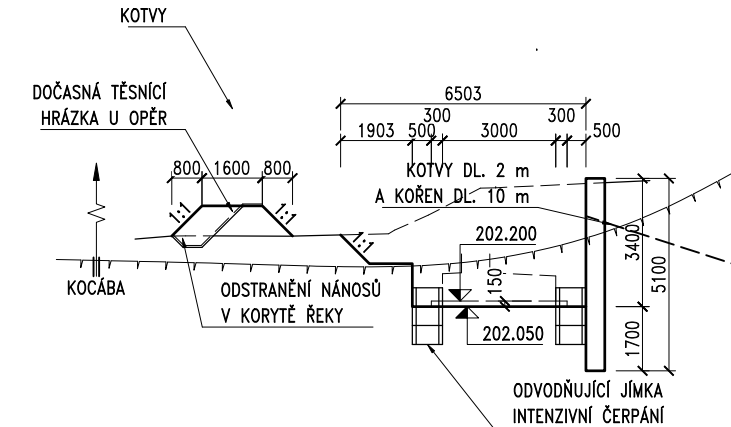 KOTVY
DOČASNÁ TĚSNÍCÍ
HRÁZKA U OPĚR
6503
300
300
1903
500
3000
500
800
1600
800
KOTVY DL. 2 m
A KOŘEN DL. 10 m
1:1
1:1
1:1
202.200
3400
5100
KOCÁBA
ODSTRANĚNÍ NÁNOSŮ
V KORYTĚ ŘEKY
150
202.050
1700
ODVODŇUJÍCÍ JÍMKA
INTENZIVNÍ ČERPÁNÍ